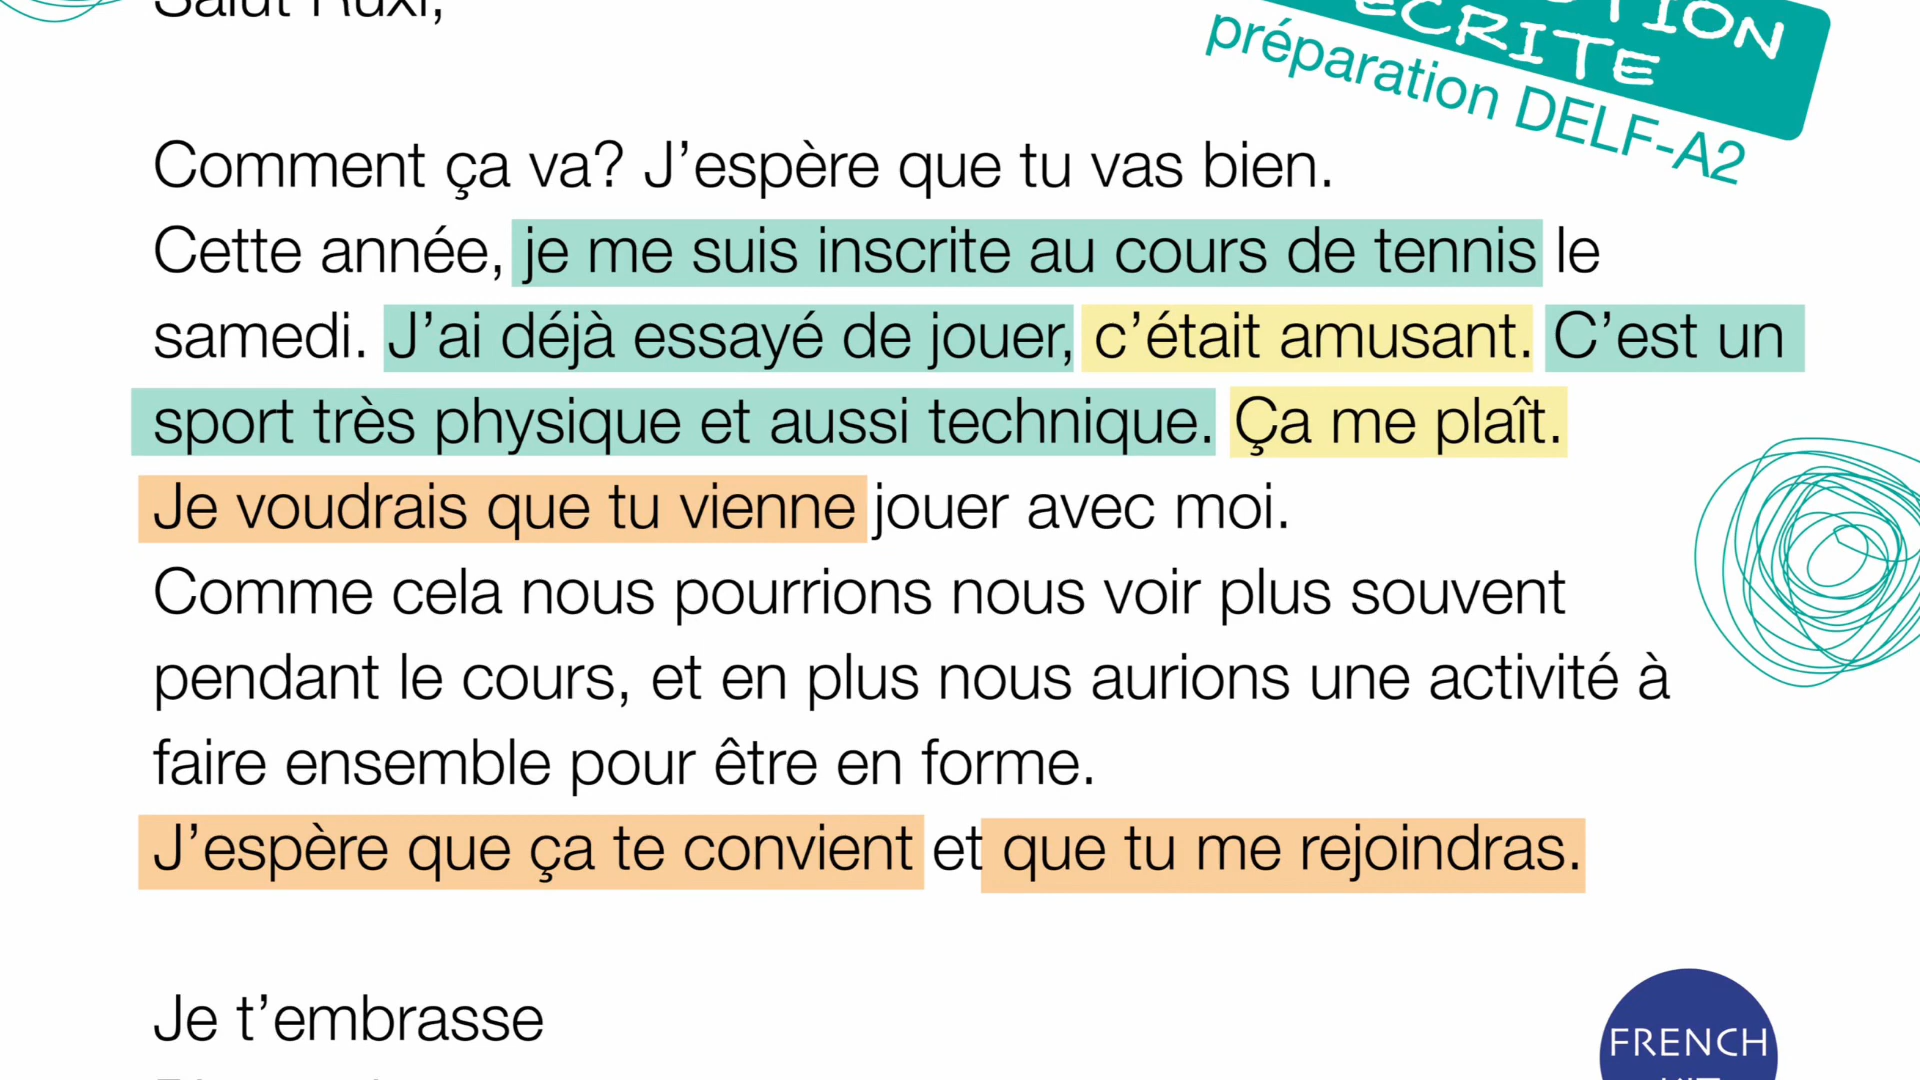 Salut Ruxi,
ÉCRITE
préparation DELF-A2
Comment ça va? J’espère que tu vas bien.
Cette année, je me suis inscrite au cours de tennis le
samedi. J’ai déjà essayé de jouer, c’était amusant. C’est un
sport très physique et aussi technique. Ça me plaît.
Je voudrais que tu vienne jouer avec moi.
Comme cela nous pourrions nous voir plus souvent
pendant le cours, et en plus nous aurions une activité à
faire ensemble pour être en forme.
J’espère que ça te convient et que tu me rejoindras.
Je t’embrasse
FRENCH